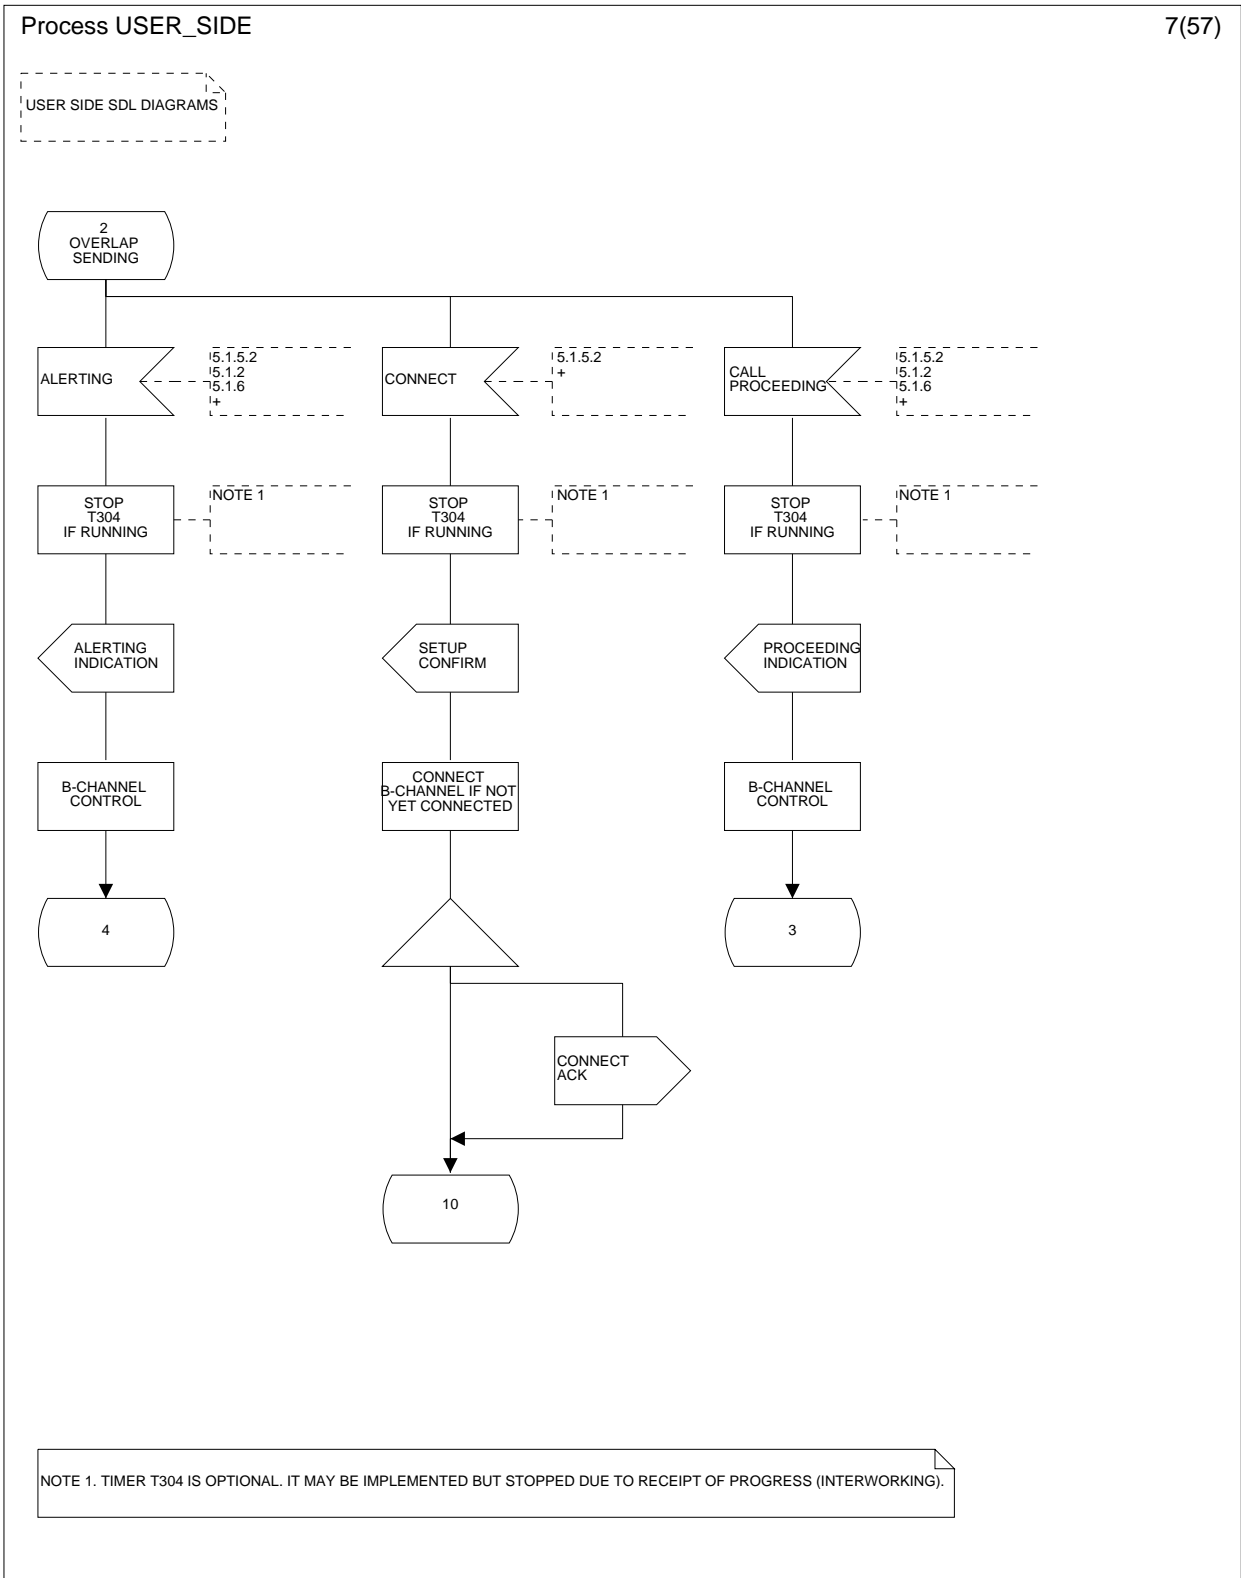 Process USER_SIDE
7(57)
USER SIDE SDL DIAGRAMS
2
OVERLAP
SENDING
ALERTING
5.1.5.2
5.1.2
5.1.6
+
CONNECT
5.1.5.2
+
CALL
PROCEEDING
5.1.5.2
5.1.2
5.1.6
+
STOP
T304
IF RUNNING
NOTE 1
STOP
T304
IF RUNNING
NOTE 1
STOP
T304
IF RUNNING
NOTE 1
ALERTING
INDICATION
SETUP
CONFIRM
PROCEEDING
INDICATION
B-CHANNEL
CONTROL
CONNECT
B-CHANNEL IF NOT
YET CONNECTED
B-CHANNEL
CONTROL
4
3
CONNECT
ACK
10
NOTE 1. TIMER T304 IS OPTIONAL. IT MAY BE IMPLEMENTED BUT STOPPED DUE TO RECEIPT OF PROGRESS (INTERWORKING).